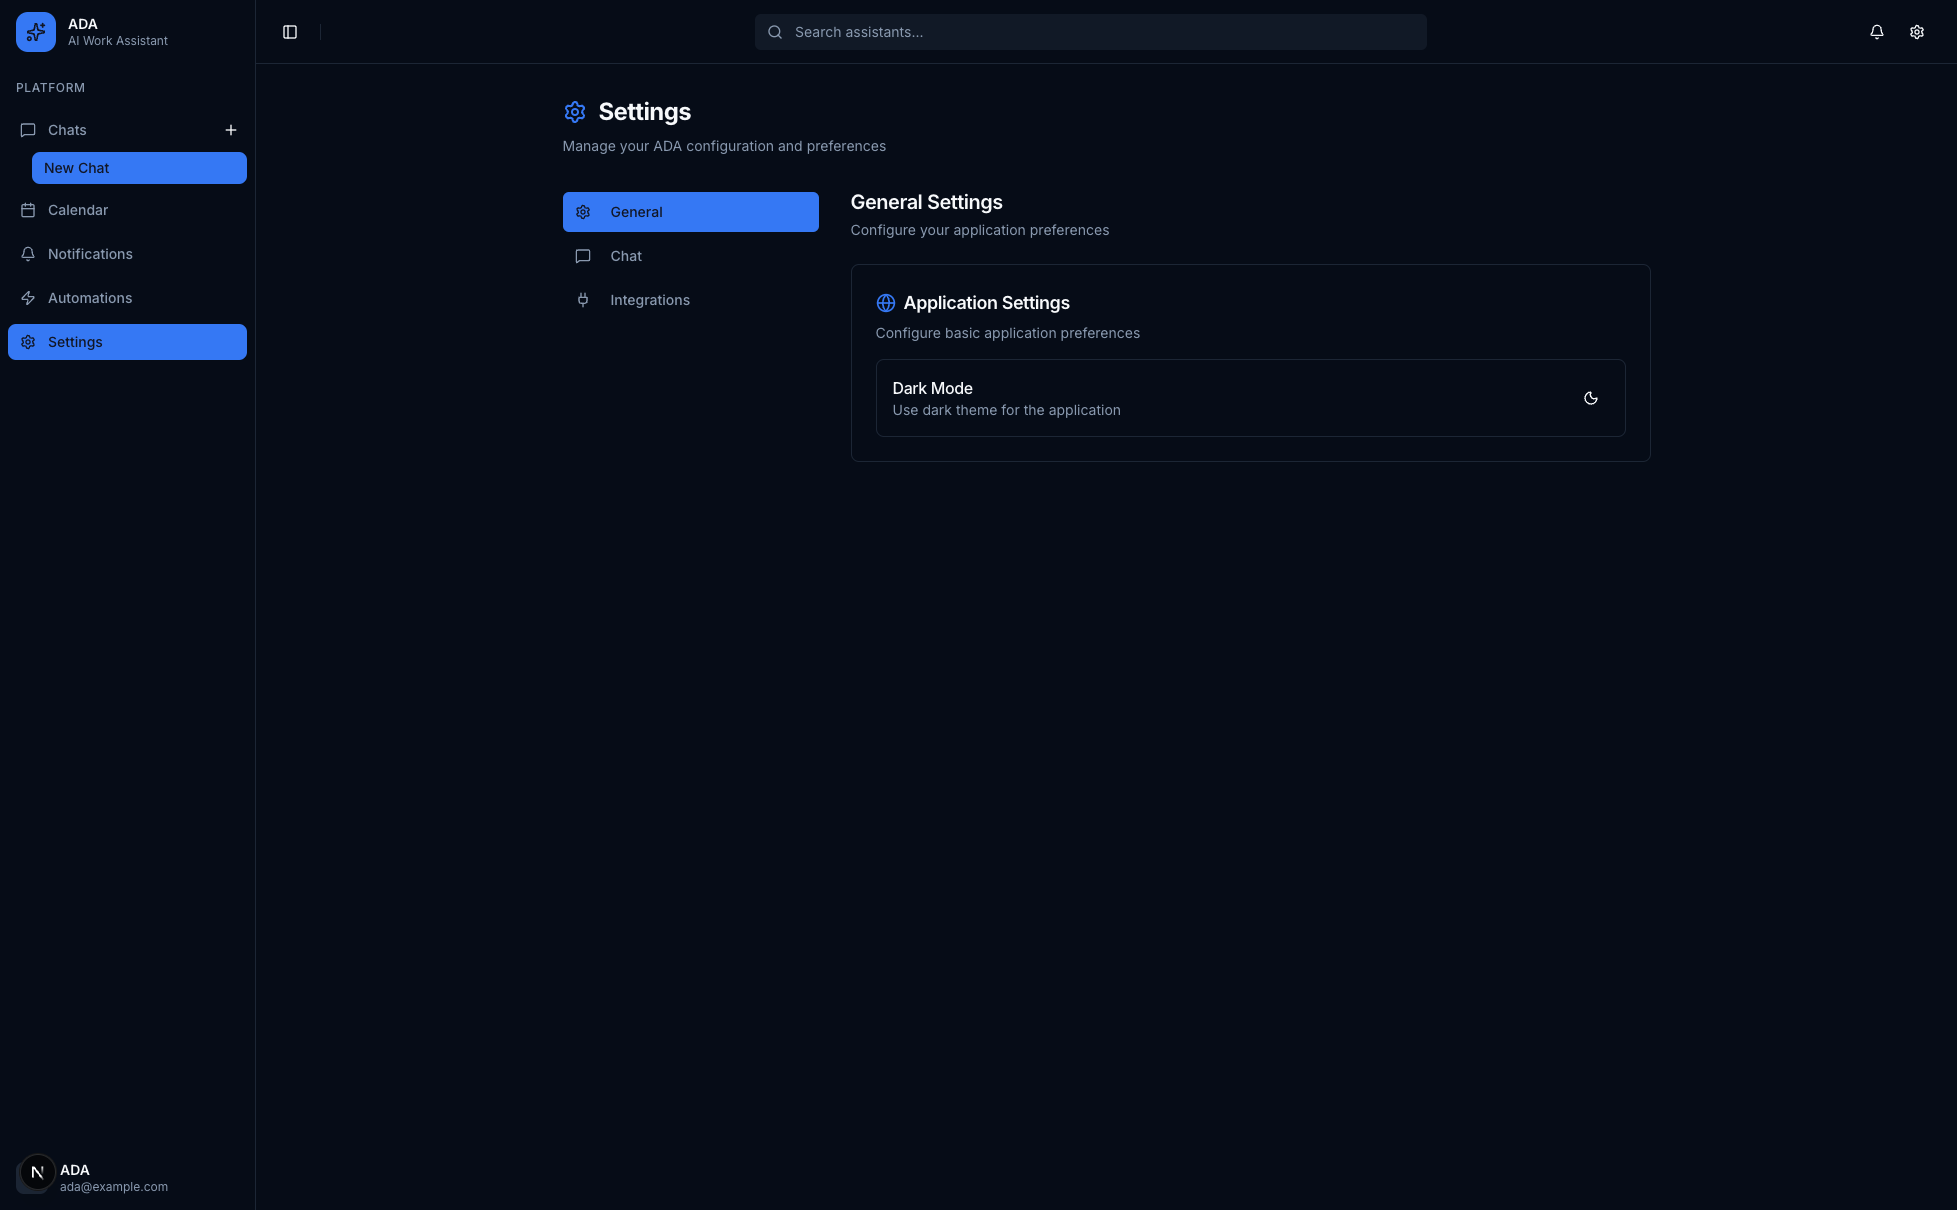 ADA
AI Work Assistant
PLATFORM
Chats
New Chat
Calendar
Notifications
Automations
Settings
N
ADA
ada@example.com
Search assistants...
Settings
Manage your ADA configuration and preferences
General
Chat
Integrations
General Settings
Configure your application preferences
Application Settings
Configure basic application preferences
Dark Mode
Use dark theme for the application